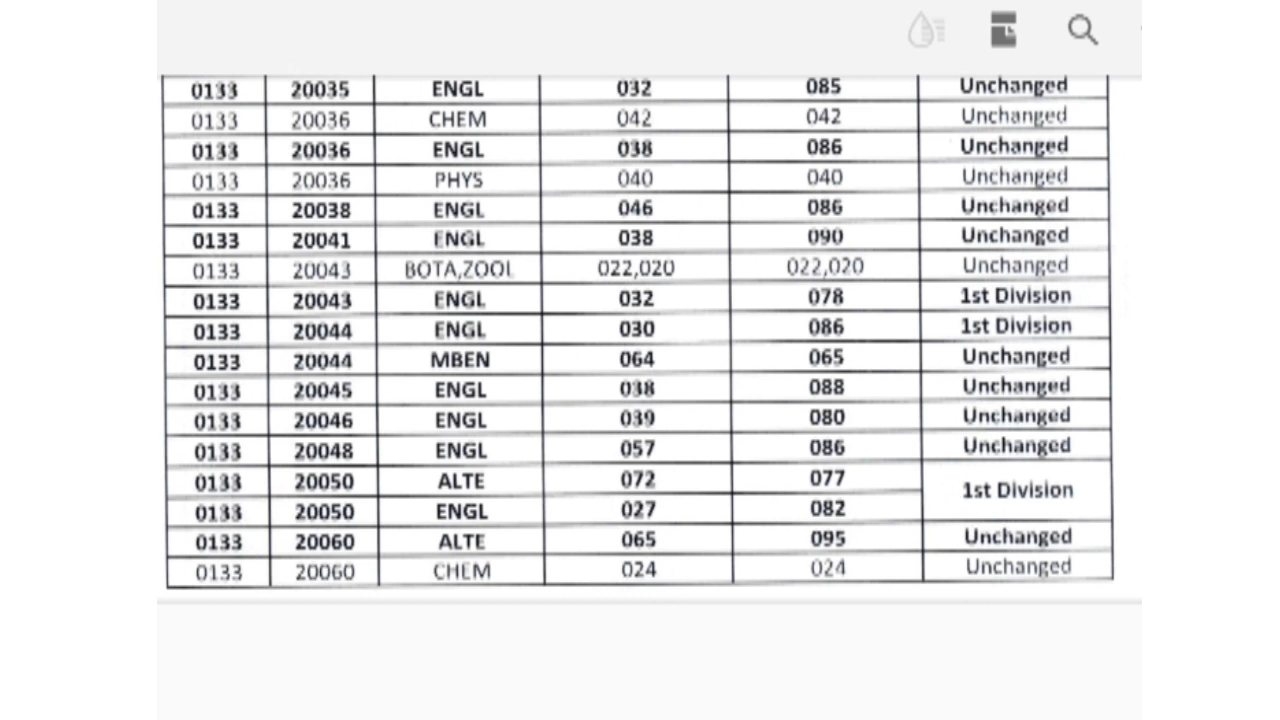 0133 20035 ENGL 032 085 Unchanged
0133 20036 CHEM 042 042 Unchanged
0133 20036 ENGL 038 086 Unchanged
0133 20036 PHYS 040 040 Unchanged
0133 20038 ENGL 046 086 Unchanged
0133 20041 ENGL 038 090 Unchanged
0133 20043 BOTA,ZOOL 022,020 022,020 Unchanged
0133 20043 ENGL 032 078 1st Division
0133 20044 ENGL 030 086 1st Division
0133 20044 MBEN 064 065 Unchanged
0133 20045 ENGL 038 088 Unchanged
0133 20046 ENGL 039 080 Unchanged
0133 20048 ENGL 057 086 Unchanged
0133 20050 ALTE 072 077 1st Division
0133 20050 ENGL 027 082
0133 20060 ALTE 065 095 Unchanged
0133 20060 CHEM 024 024 Unchanged